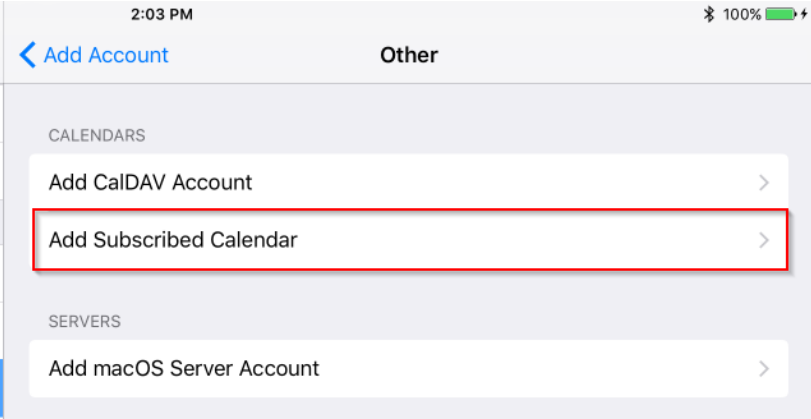 2:03 PM 100%
Add Account Other
CALENDARS
Add CalDAV Account
Add Subscribed Calendar
SERVERS
Add macOS Server Account